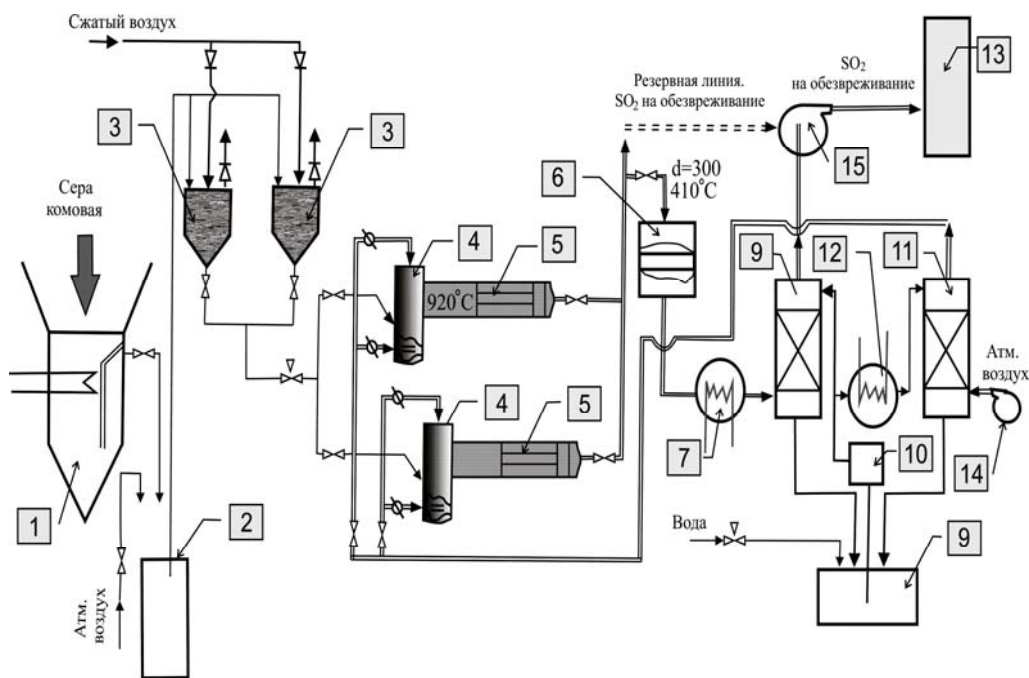 Сжатый воздух
SO₂
на обезвреживание
13
Резервная линия.
SO₂ на обезвреживание
3
3
15
Сера
комовая
6
d=300
410°C
4
5
9
12
11
920°C
Атм.
воздух
4
5
7
10
14
1
2
Вода
9
Атм.
воздух